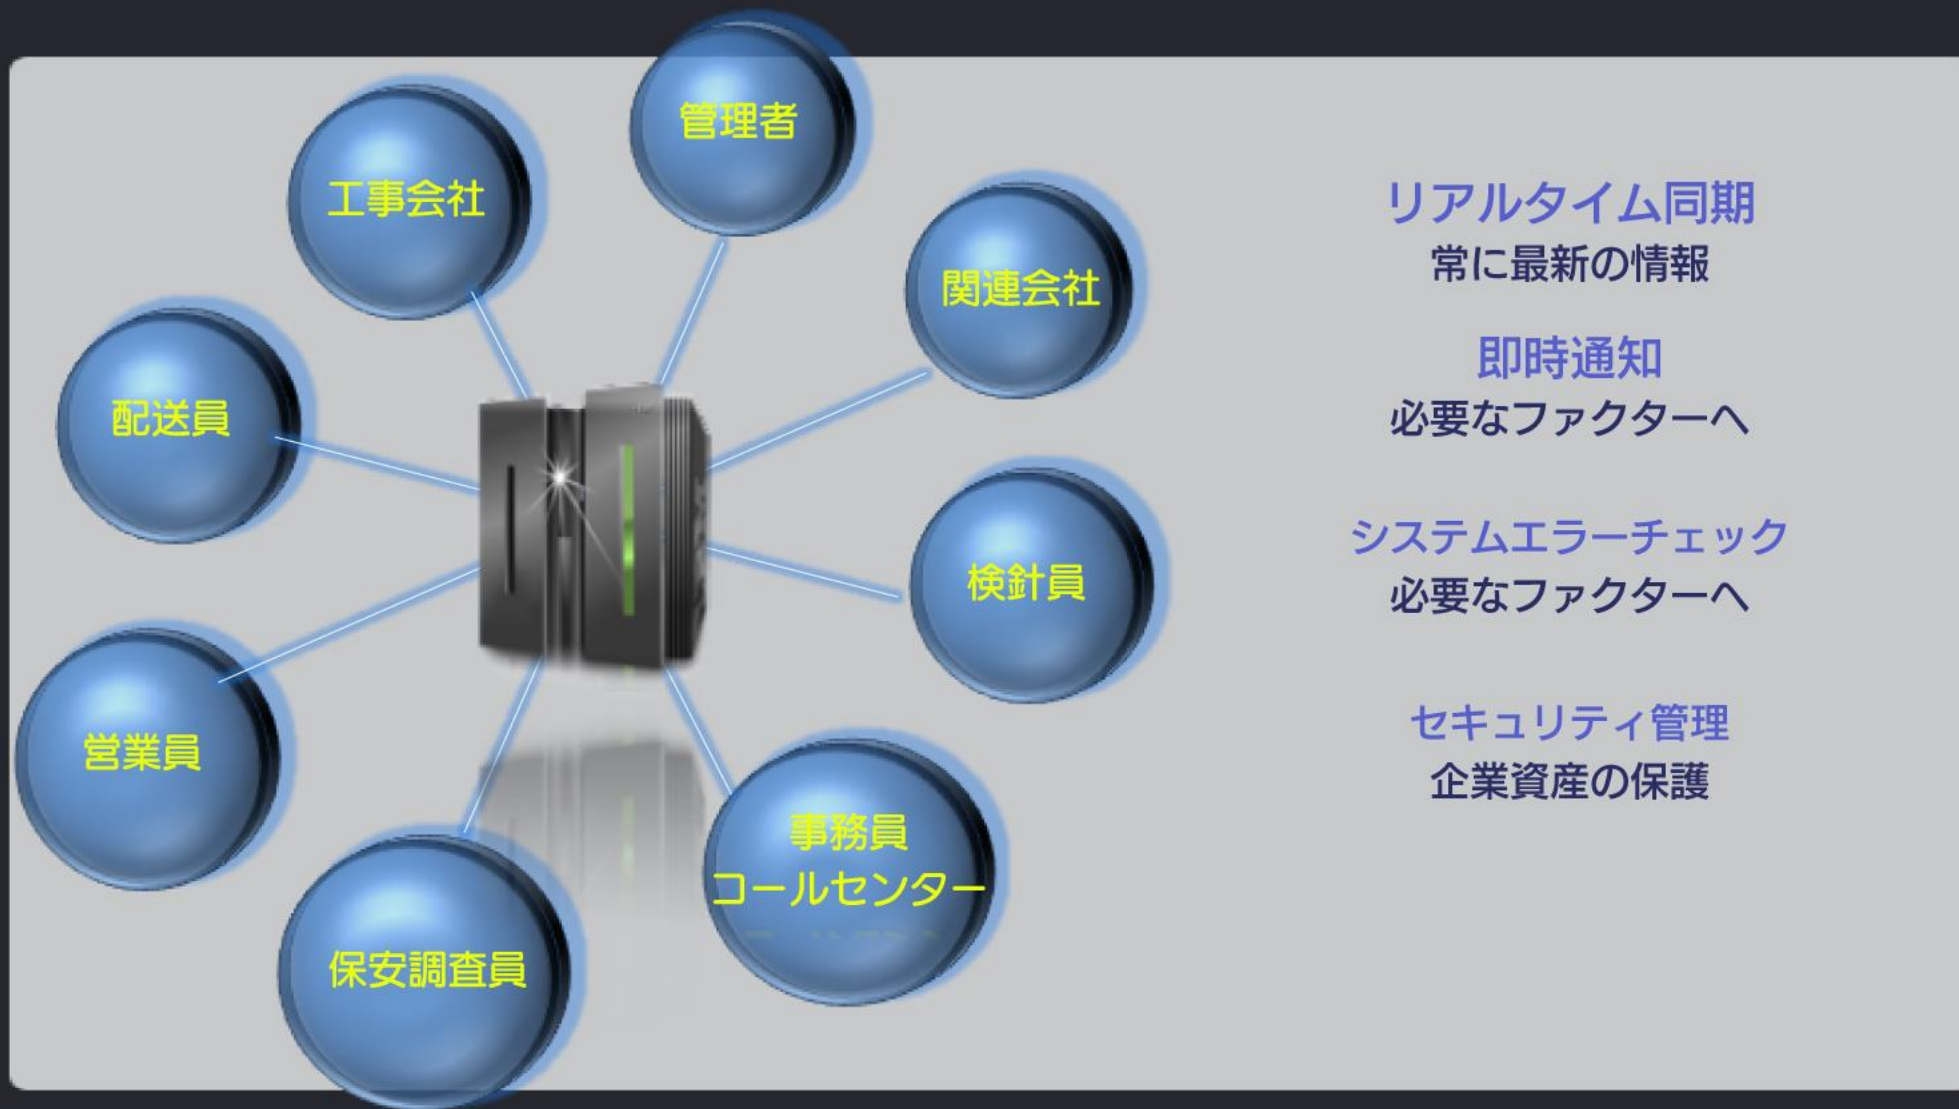 管理者
工事会社
関連会社
配送員
検針員
営業員
事務員
コールセンター
保安調査員
リアルタイム同期
常に最新の情報
即時通知
必要なファクターへ
システムエラーチェック
必要なファクターへ
セキュリティ管理
企業資産の保護